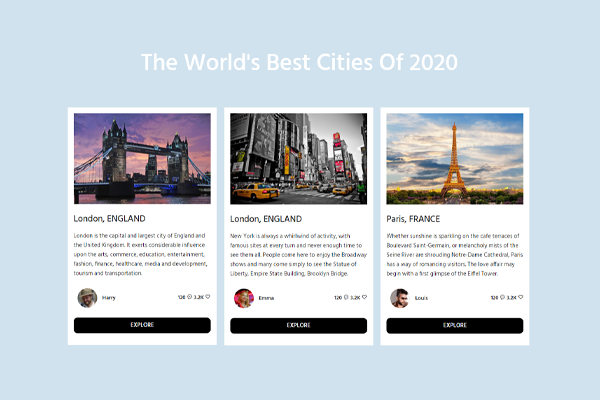 The World's Best Cities Of 2020
London, ENGLAND
London is the capital and largest city of England and
the United Kingdom. It exerts considerable influence
upon the arts, commerce, education, entertainment,
fashion, finance, healthcare, media and development,
tourism and transportation.
Harry
120 3.2K
EXPLORE
London, ENGLAND
New York is always a whirlwind of activity, with
famous sites at every turn and never enough time to
see them all. People come here to enjoy the Broadway
shows and many come simply to see the Statue of
Liberty, Empire State Building, Brooklyn Bridge.
Emma
120 3.2K
EXPLORE
Paris, FRANCE
Whether sunshine is sparkling on the cafe terraces of
Boulevard Saint-Germain, or melancholy mists of the
Seine River are shrouding Notre Dame Cathedral, Paris
has a way of romancing visitors. The love affair may
begin with a first glimpse of the Eiffel Tower.
Louis
120 3.2K
EXPLORE